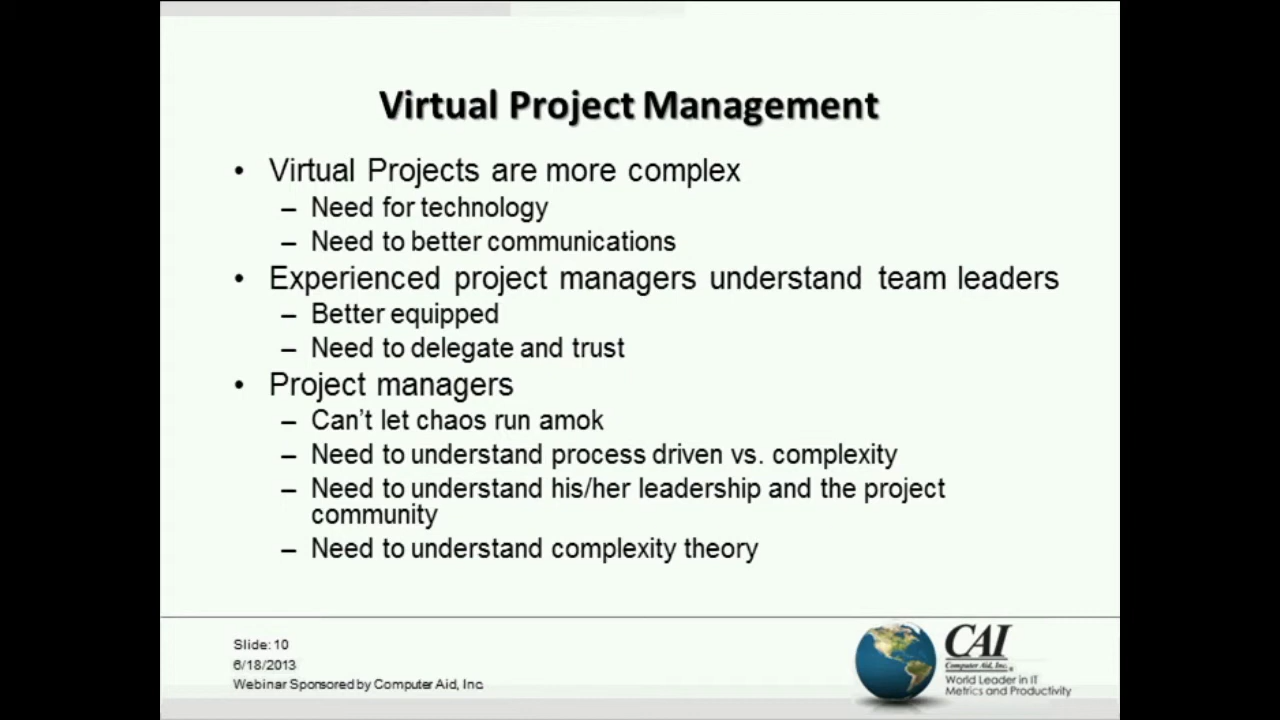 Virtual Project Management
• Virtual Projects are more complex
– Need for technology
– Need to better communications
• Experienced project managers understand team leaders
– Better equipped
– Need to delegate and trust
• Project managers
– Can't let chaos run amok
– Need to understand process driven vs. complexity
– Need to understand his/her leadership and the project
community
– Need to understand complexity theory
Slide: 10
6/18/2013
Webinar Sponsored by Computer Aid, Inc.
CAI
Computer Aid, Inc.
World Leader in IT
Metrics and Productivity